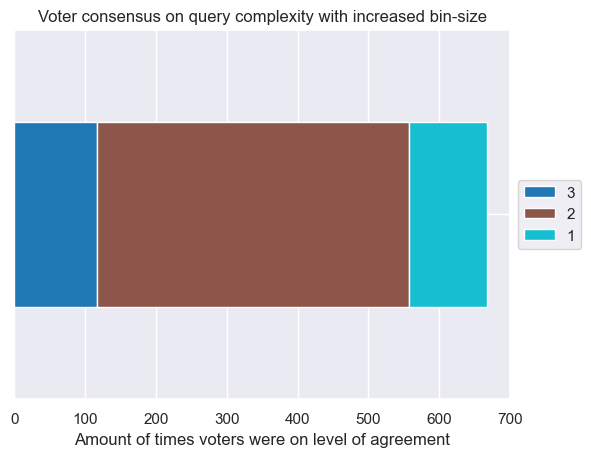 Voter consensus on query complexity with increased bin-size
3
2
1
0 100 200 300 400 500 600 700
Amount of times voters were on level of agreement